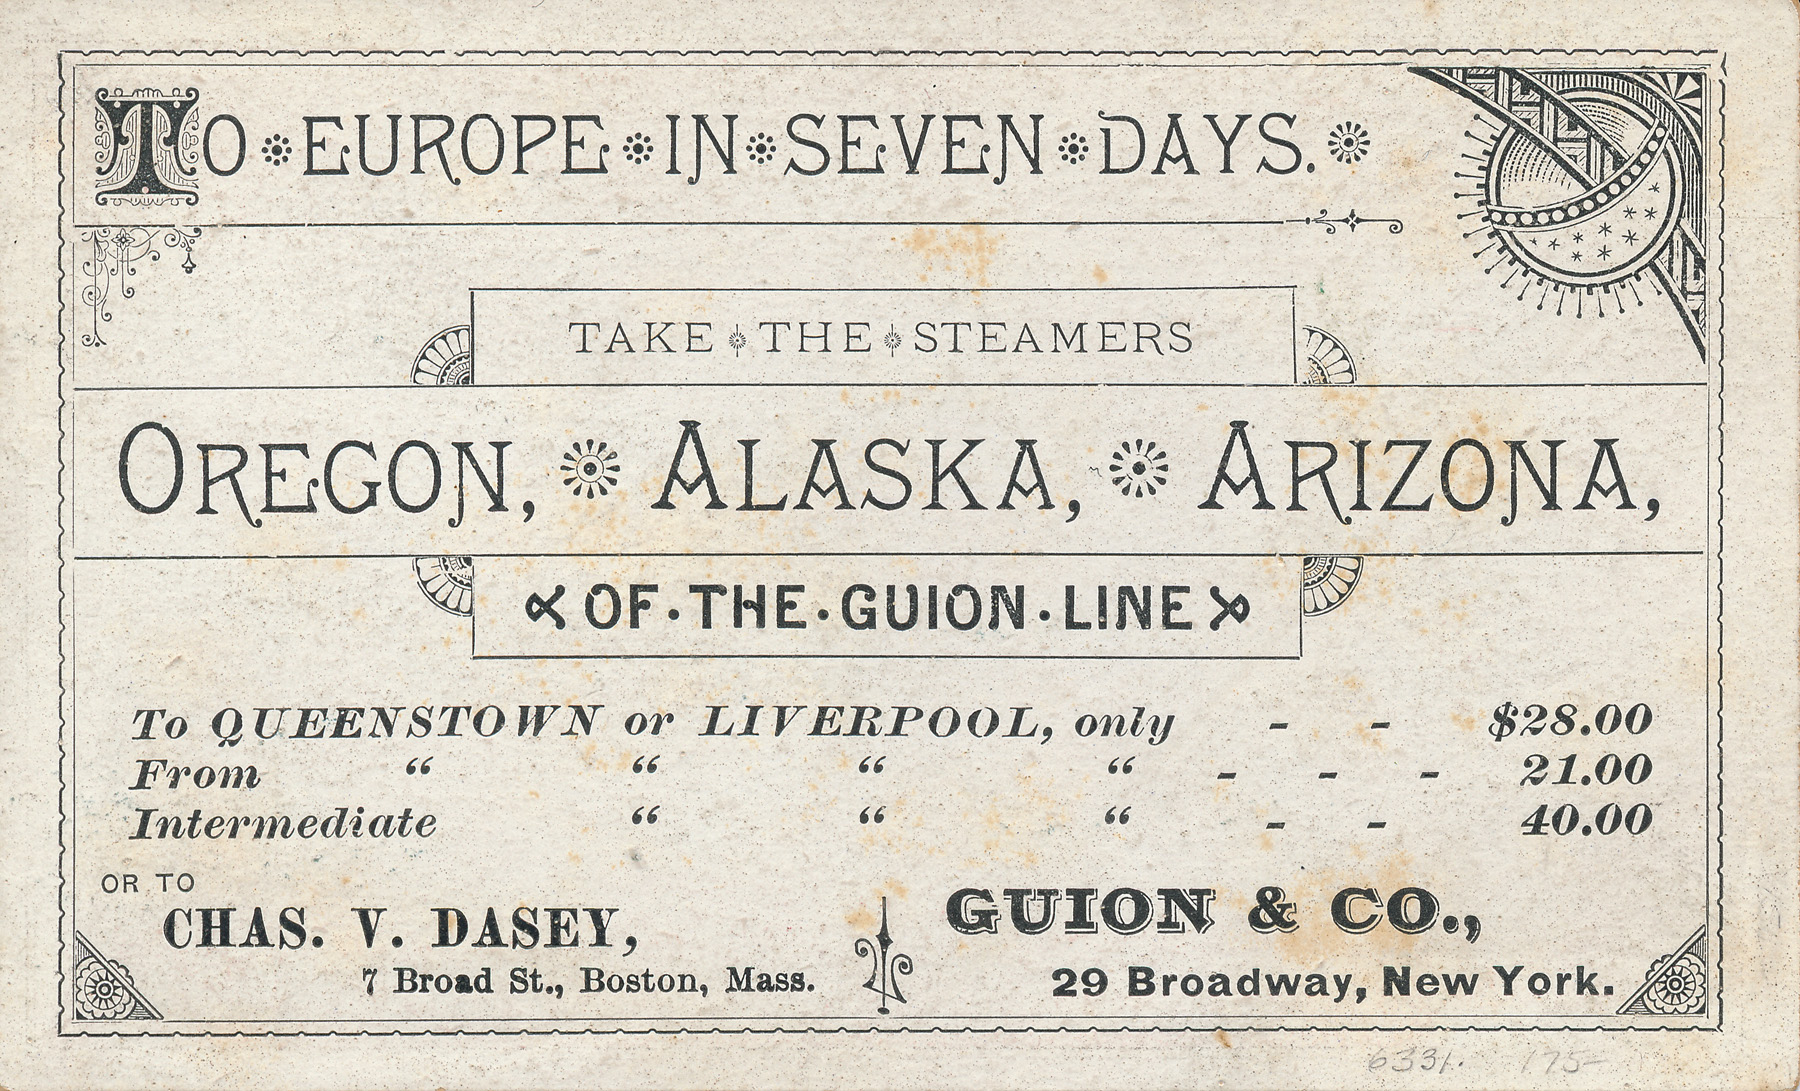 TO EUROPE IN SEVEN DAYS.
TAKE THE STEAMERS
OREGON, ALASKA, ARIZONA,
OF · THE · GUION · LINE
To QUEENSTOWN or LIVERPOOL, only - - $28.00
From “ “ “ “ - - - 21.00
Intermediate “ “ “ - - 40.00
OR TO
CHAS. V. DASEY,
7 Broad St., Boston, Mass.
GUION & CO.,
29 Broadway, New York.
6331. 175-